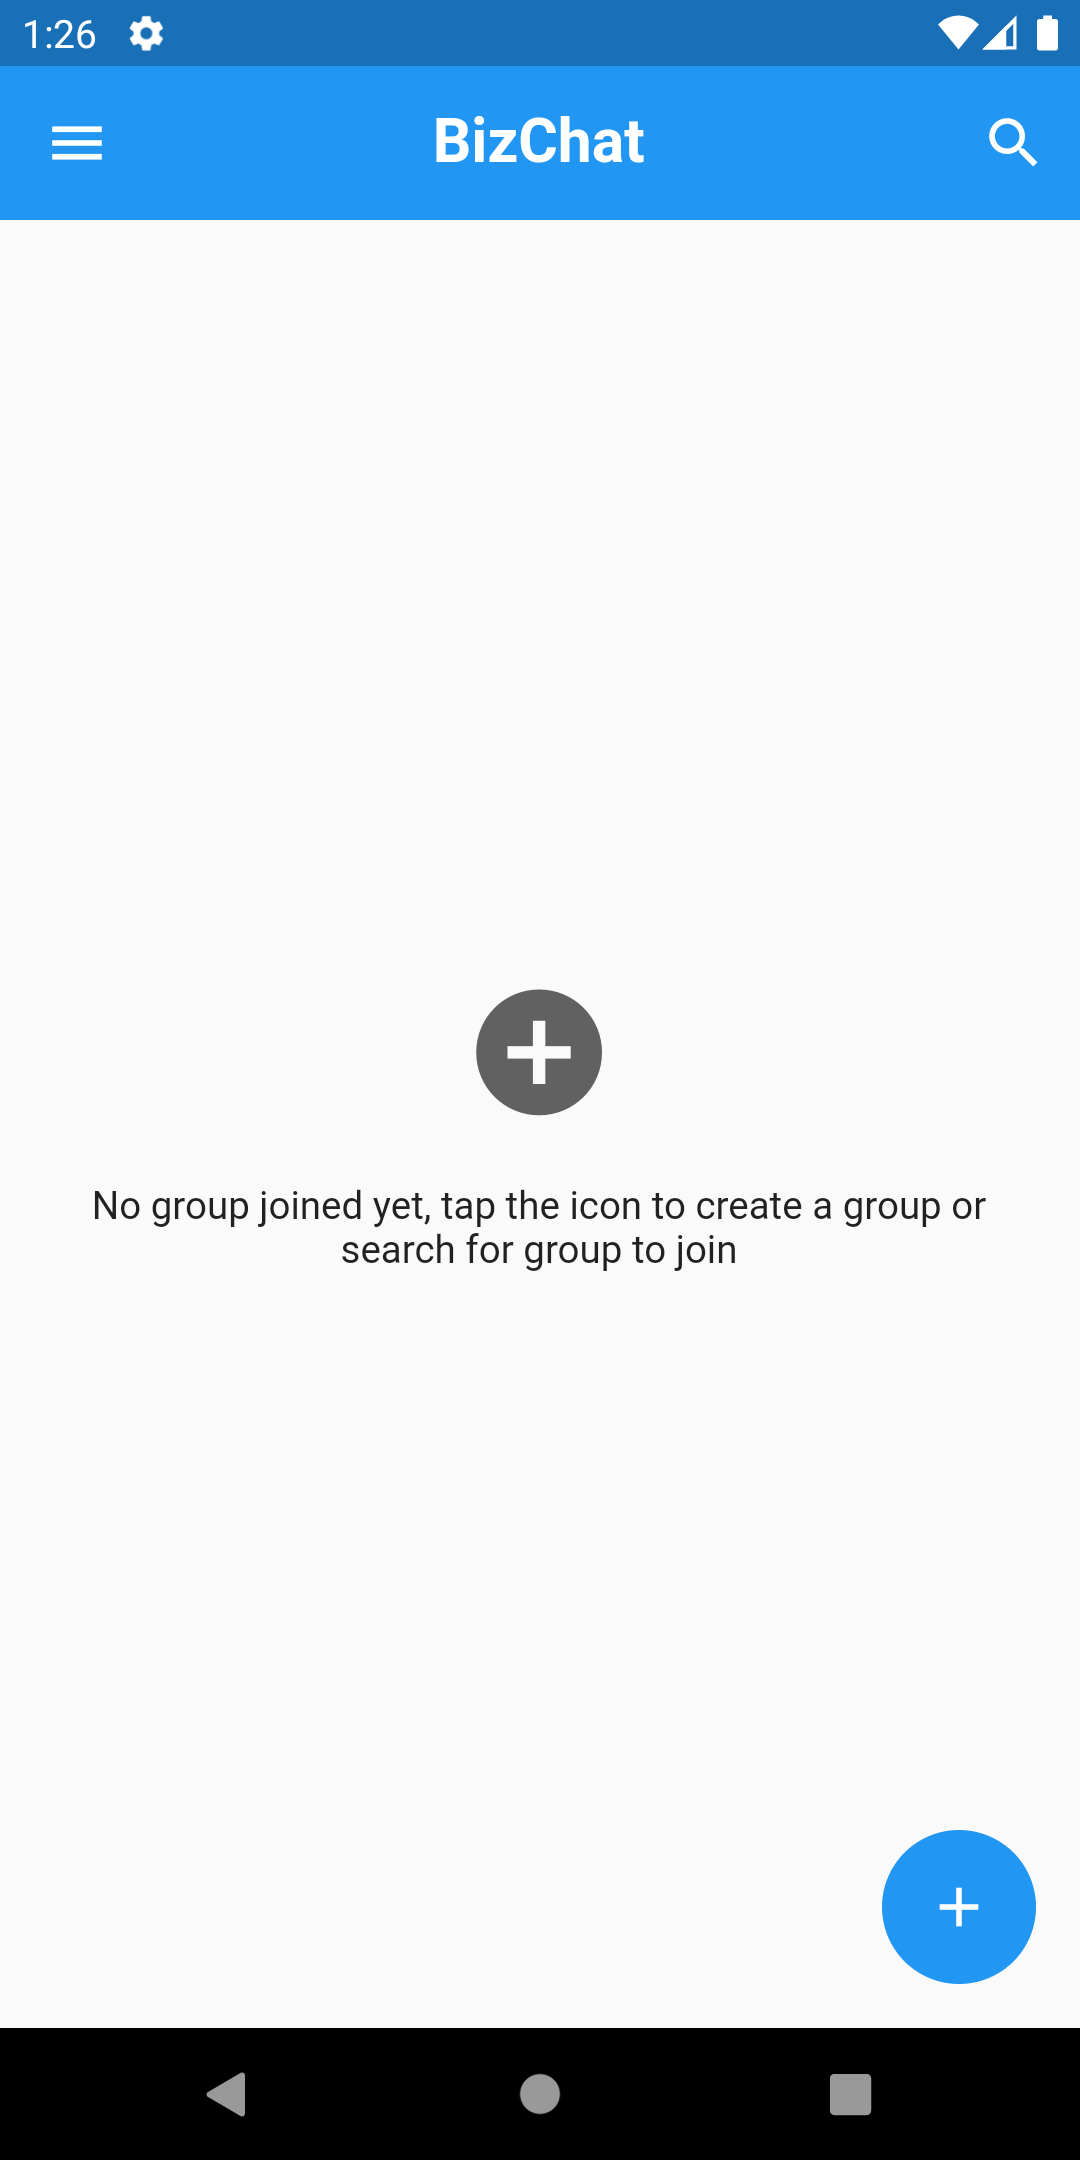 1:26
BizChat
No group joined yet, tap the icon to create a group or
search for group to join